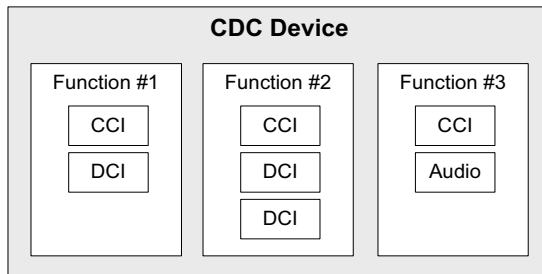 CDC Device
Function #1
CCI
DCI
Function #2
CCI
DCI
DCI
Function #3
CCI
Audio